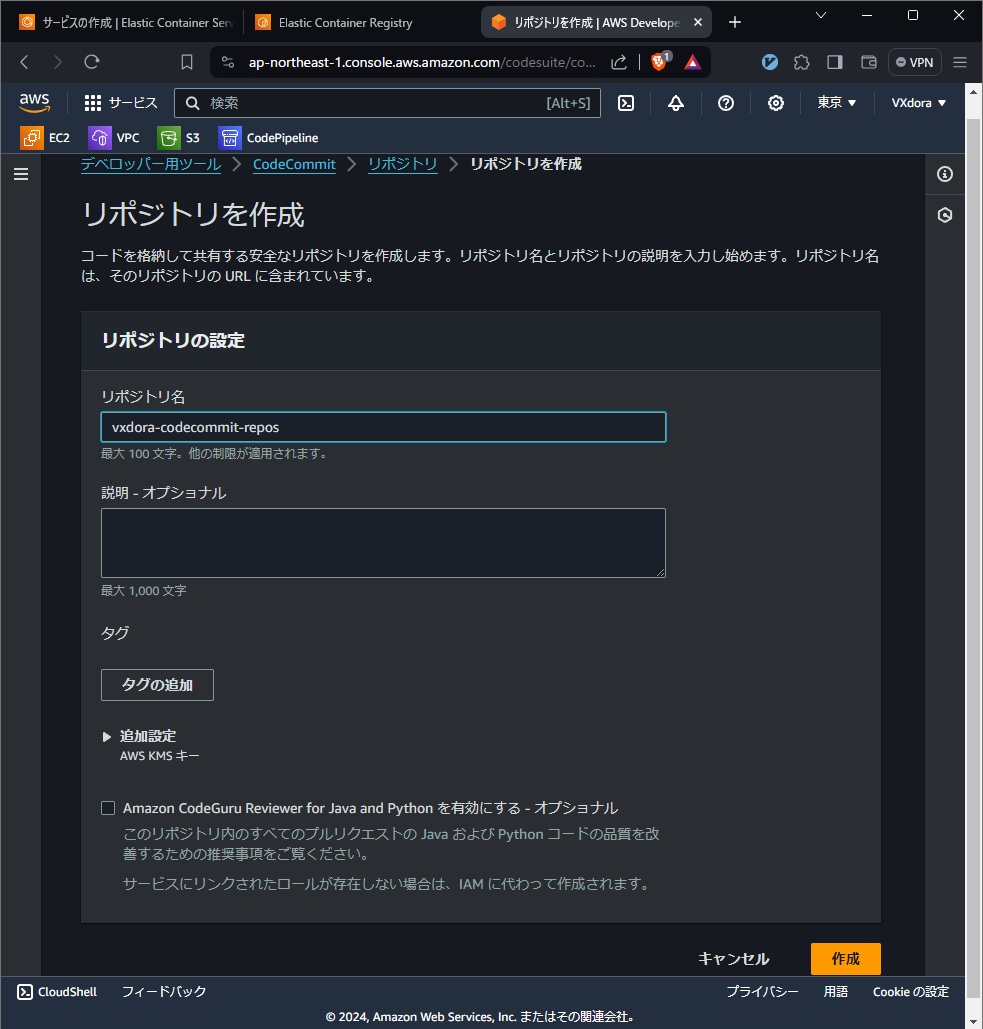 サービスの作成 | Elastic Container Serv
Elastic Container Registry
リポジトリを作成 | AWS Develope
ap-northeast-1.console.aws.amazon.com/codesuite/co...
1
VPN
aws
サービス
検索
[Alt+S]
東京
VXdora
EC2
VPC
S3
CodePipeline
デベロッパー用ツール
CodeCommit
リポジトリ
リポジトリを作成
リポジトリを作成
コードを格納して共有する安全なリポジトリを作成します。リポジトリ名とリポジトリの説明を入力し始めます。リポジトリ名
は、そのリポジトリの URL に含まれています。
リポジトリの設定
リポジトリ名
vxdora-codecommit-repos
最大 100 文字。他の制限が適用されます。
説明 - オプショナル
最大 1,000 文字
タグ
タグの追加
追加設定
AWS KMS キー
Amazon CodeGuru Reviewer for Java and Python を有効にする - オプショナル
このリポジトリ内のすべてのプルリクエストの Java および Python コードの品質を改
善するための推奨事項をご覧ください。
サービスにリンクされたロールが存在しない場合は、IAM に代わって作成されます。
キャンセル
作成
CloudShell
フィードバック
プライバシー
用語
Cookie の設定
© 2024, Amazon Web Services, Inc. またはその関連会社。